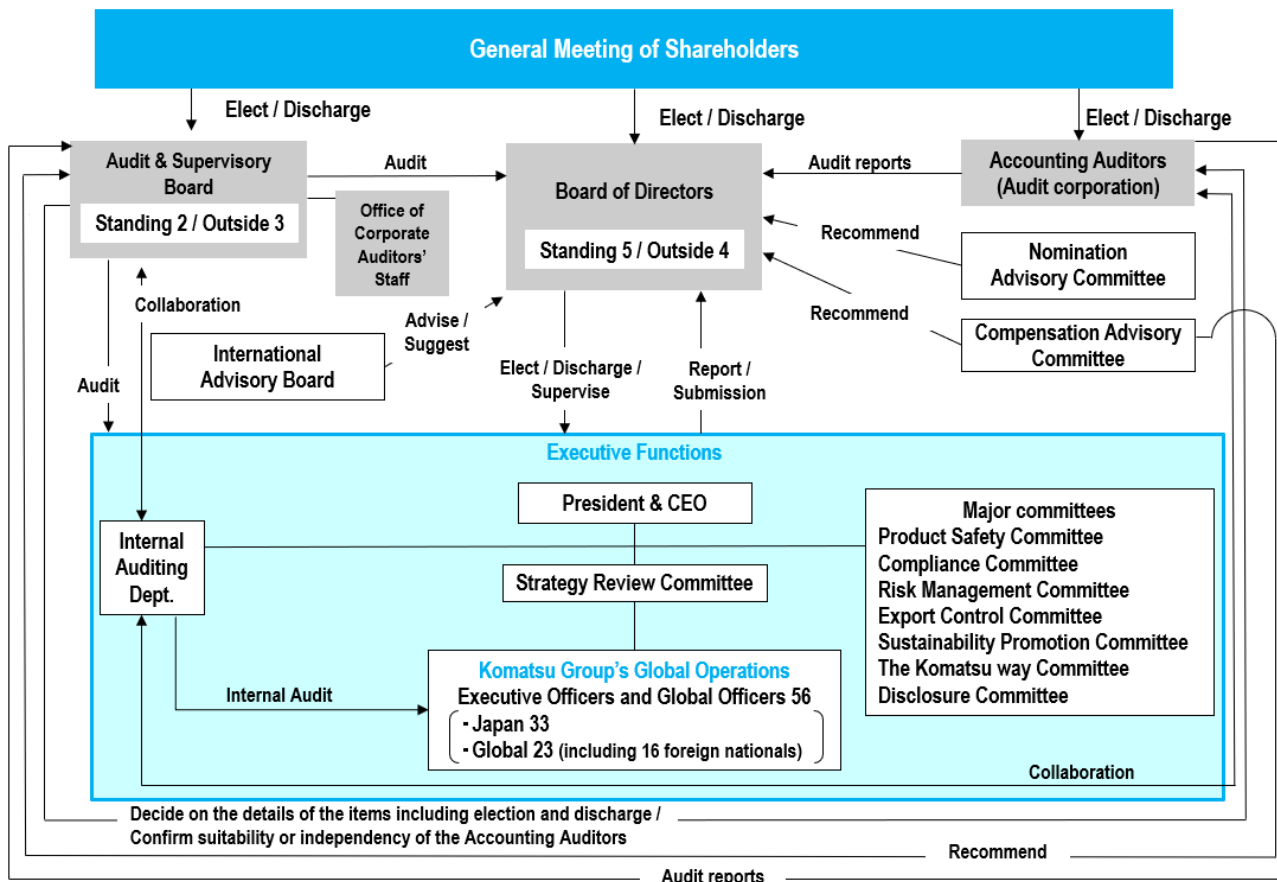 General Meeting of Shareholders
Elect / Discharge
Elect / Discharge
Elect / Discharge
Audit & Supervisory
Board
Standing 2 / Outside 3
Audit
Office of
Corporate
Auditors'
Staff
Board of Directors
Standing 5 / Outside 4
Audit reports
Accounting Auditors
(Audit corporation)
Recommend
Nomination
Advisory Committee
Recommend
Compensation Advisory
Committee
Collaboration
Audit
International
Advisory Board
Advise /
Suggest
Elect / Discharge /
Supervise
Report /
Submission
Executive Functions
President & CEO
Strategy Review Committee
Internal
Auditing
Dept.
Major committees
Product Safety Committee
Compliance Committee
Risk Management Committee
Export Control Committee
Sustainability Promotion Committee
The Komatsu way Committee
Disclosure Committee
Internal Audit
Komatsu Group's Global Operations
Executive Officers and Global Officers 56
- Japan 33
- Global 23 (including 16 foreign nationals)
Collaboration
Decide on the details of the items including election and discharge /
Confirm suitability or independency of the Accounting Auditors
Recommend
Audit reports